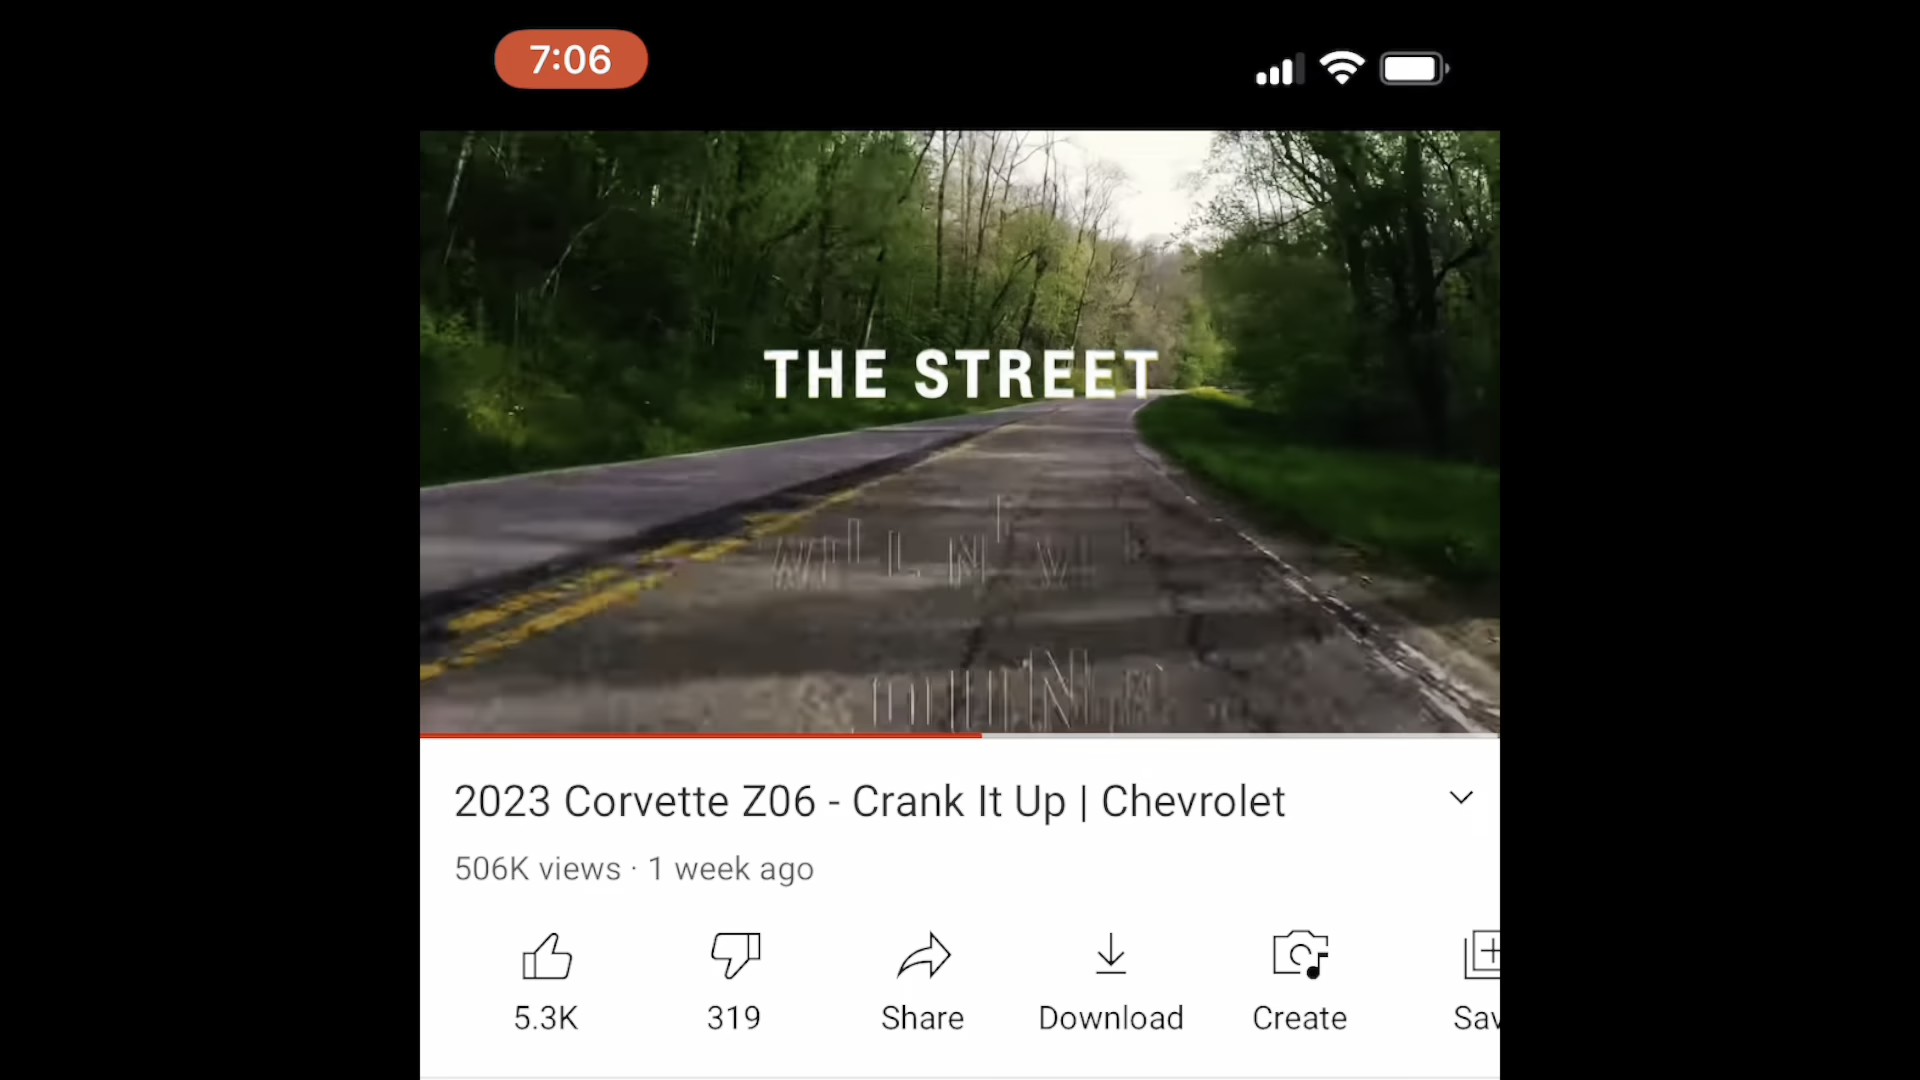 7:06
THE STREET
2023 Corvette Z06 - Crank It Up | Chevrolet
506K views · 1 week ago
5.3K
319
Share
Download
Create
Sav